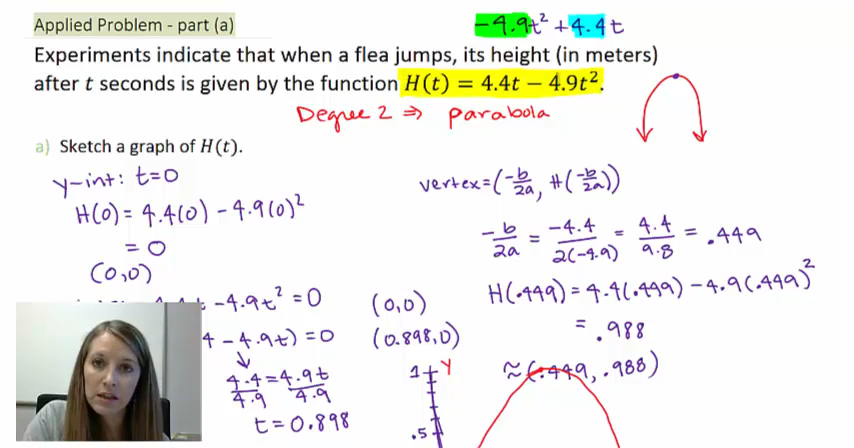 Applied Problem - part (a)
-4.9t² + 4.4t
Experiments indicate that when a flea jumps, its height (in meters)
after t seconds is given by the function H(t) = 4.4t − 4.9t².
Degree 2 ⇒ parabola
a) Sketch a graph of H(t).
y-int: t=0
H(0) = 4.4(0) - 4.9(0)²
= 0
(0,0)
t - 4.9t² = 0
4 - 4.9t) = 0
4.4 = 4.9t
4.9 4.9
t = 0.898
(0,0)
(0.898,0)
vertex = (-b/2a, H(-b/2a))
-b/2a = -4.4/2(-4.9) = 4.4/9.8 = .449
H(.449) = 4.4(.449) - 4.9(.449)²
= .988
≈ (.449, .988)
1 y
.5